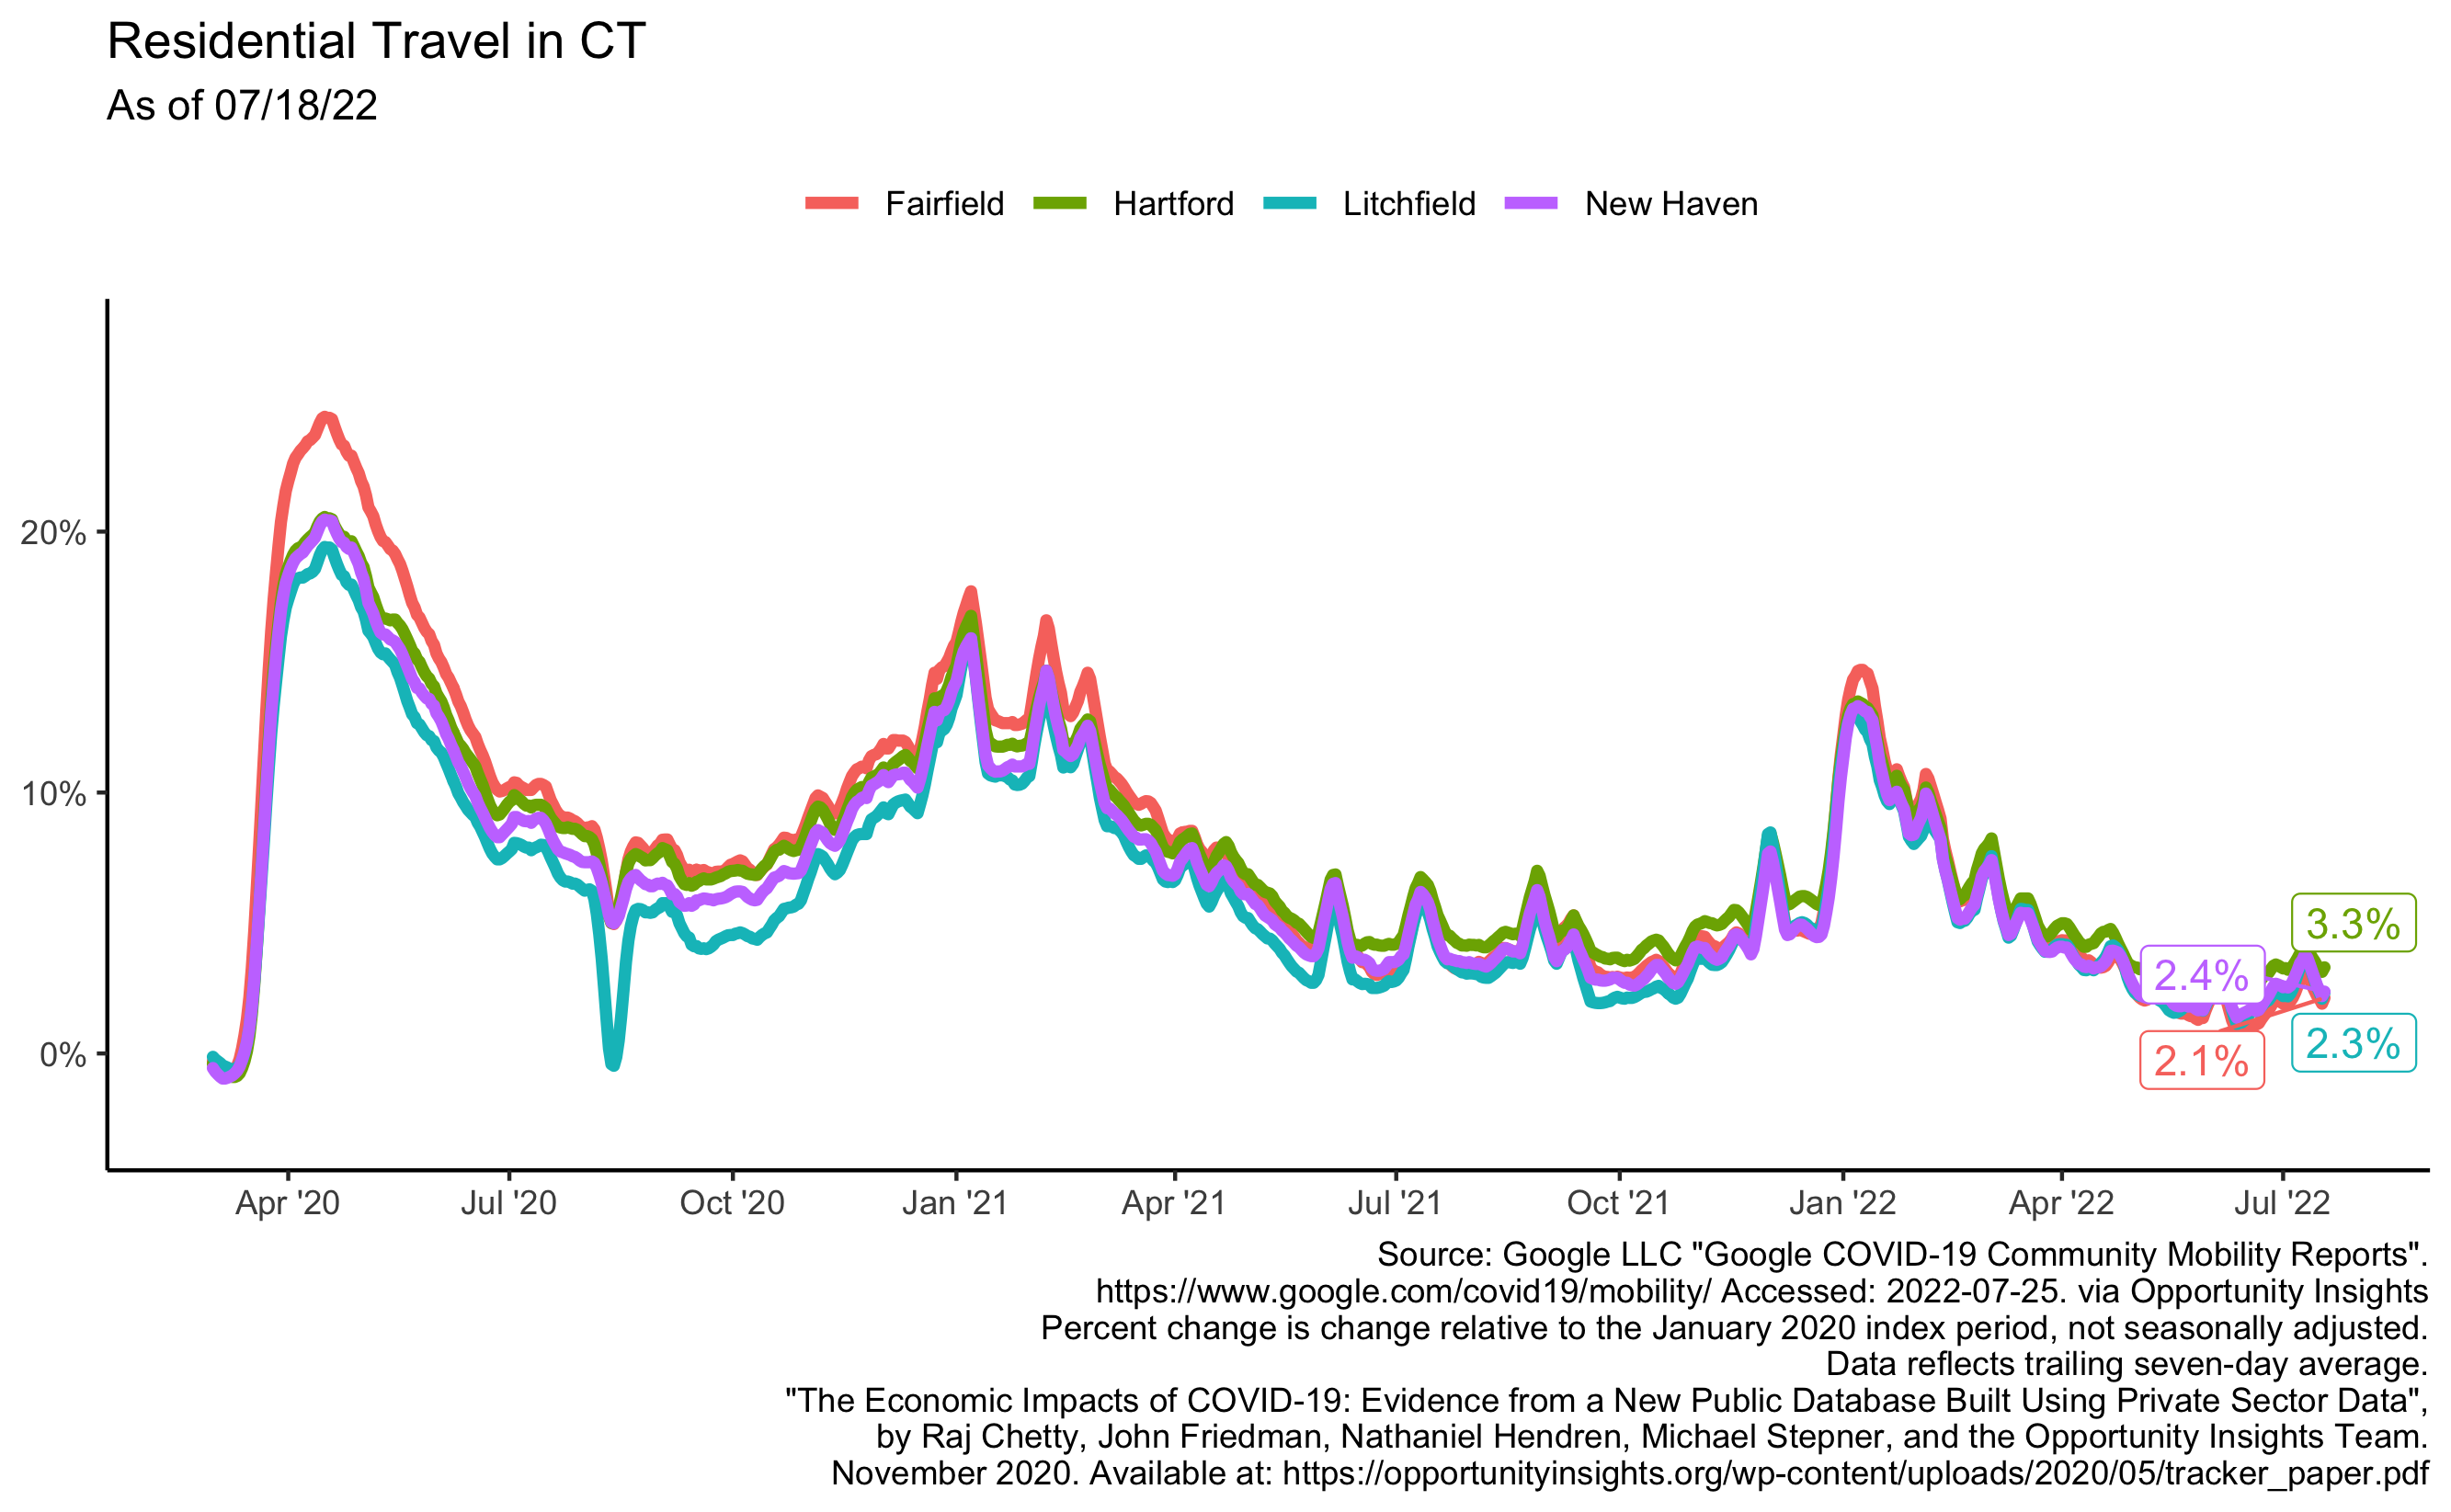 Residential Travel in CT
As of 07/18/22
Fairfield Hartford Litchfield New Haven
20%
10%
0%
3.3%
2.4%
2.3%
2.1%
Apr '20 Jul '20 Oct '20 Jan '21 Apr '21 Jul '21 Oct '21 Jan '22 Apr '22 Jul '22
Source: Google LLC "Google COVID-19 Community Mobility Reports".
https://www.google.com/covid19/mobility/ Accessed: 2022-07-25. via Opportunity Insights
Percent change is change relative to the January 2020 index period, not seasonally adjusted.
Data reflects trailing seven-day average.
"The Economic Impacts of COVID-19: Evidence from a New Public Database Built Using Private Sector Data",
by Raj Chetty, John Friedman, Nathaniel Hendren, Michael Stepner, and the Opportunity Insights Team.
November 2020. Available at: https://opportunityinsights.org/wp-content/uploads/2020/05/tracker_paper.pdf